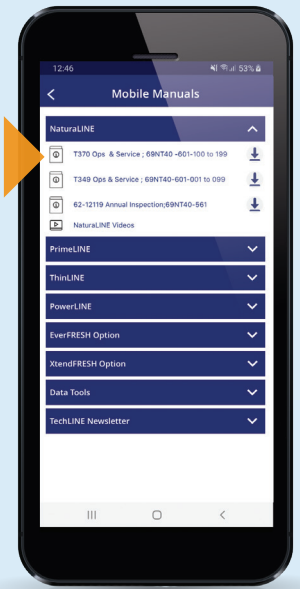 12:46 53%
Mobile Manuals
NaturaLINE
T370 Ops & Service ; 69NT40 -601-100 to 199
T349 Ops & Service ; 69NT40-601-001 to 099
62-12119 Annual Inspection;69NT40-561
NaturaLINE Videos
PrimeLINE
ThinLINE
PowerLINE
EverFRESH Option
XtendFRESH Option
Data Tools
TechLINE Newsletter